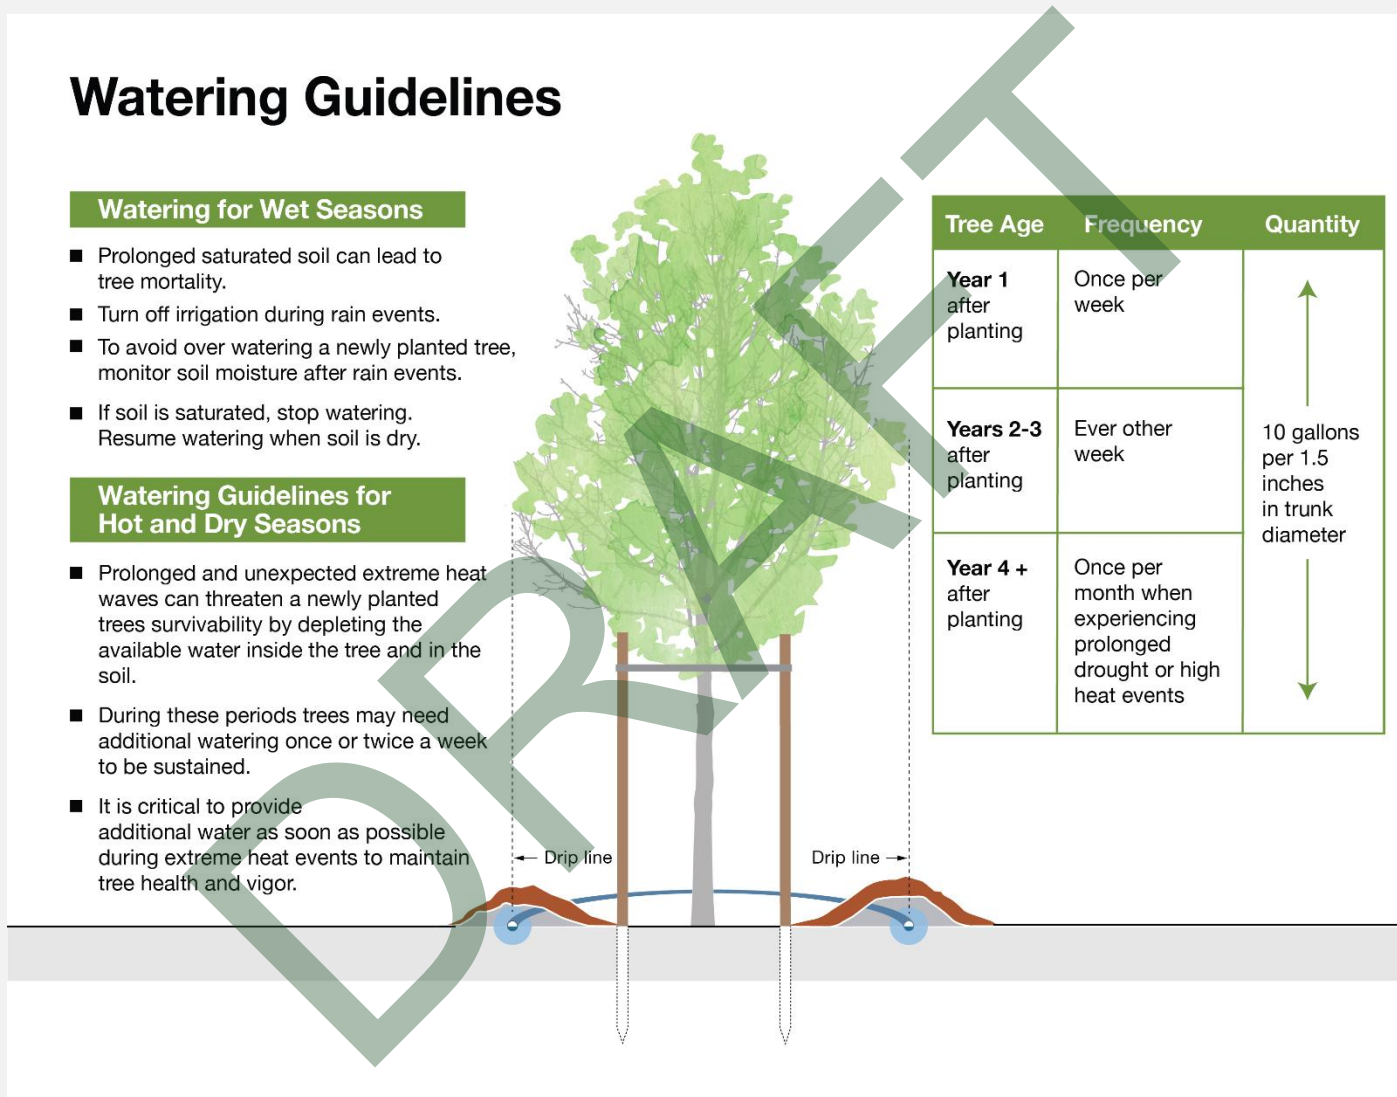 Watering Guidelines
Watering for Wet Seasons
■ Prolonged saturated soil can lead to
tree mortality.
■ Turn off irrigation during rain events.
■ To avoid over watering a newly planted tree,
monitor soil moisture after rain events.
■ If soil is saturated, stop watering.
Resume watering when soil is dry.
Watering Guidelines for
Hot and Dry Seasons
■ Prolonged and unexpected extreme heat
waves can threaten a newly planted
trees survivability by depleting the
available water inside the tree and in the
soil.
■ During these periods trees may need
additional watering once or twice a week
to be sustained.
■ It is critical to provide
additional water as soon as possible
during extreme heat events to maintain
tree health and vigor.
Drip line
Drip line
Tree Age Frequency Quantity
Year 1
after
planting
Once per
week
Years 2-3
after
planting
Ever other
week
Year 4 +
after
planting
Once per
month when
experiencing
prolonged
drought or high
heat events
10 gallons
per 1.5
inches
in trunk
diameter
DRAFT